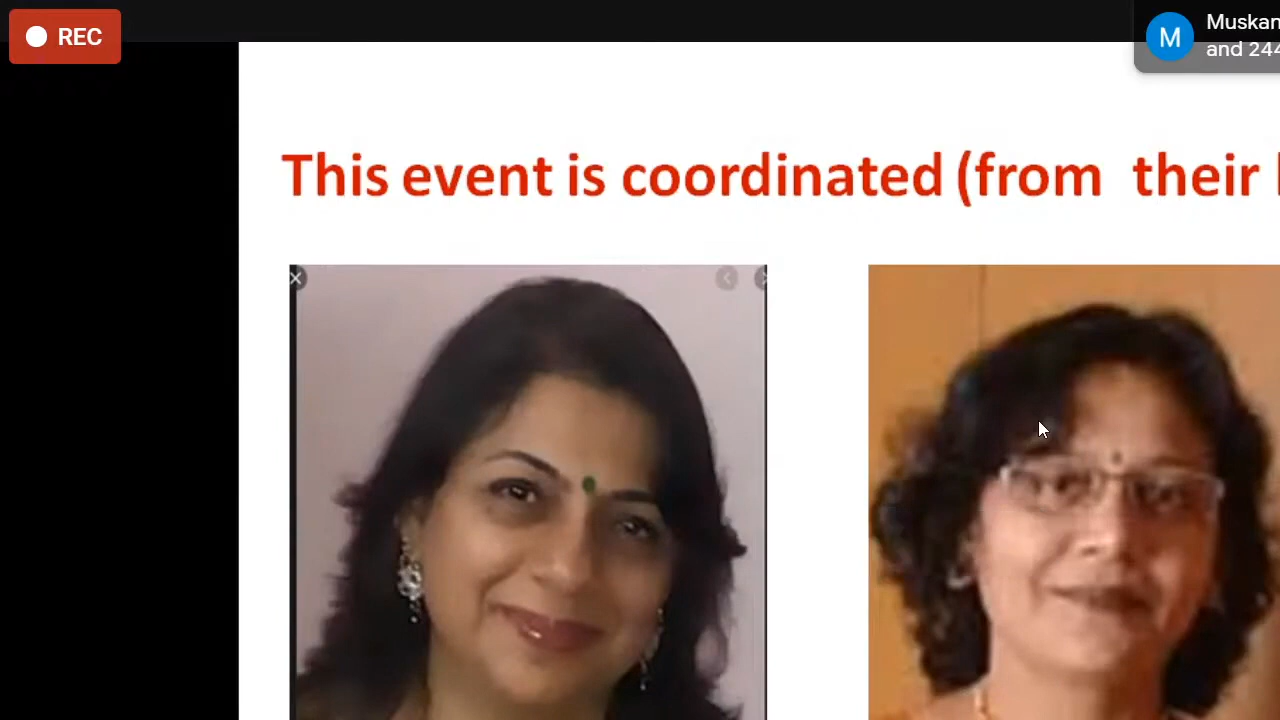 REC
M
Muskan
and 244
This event is coordinated (from their